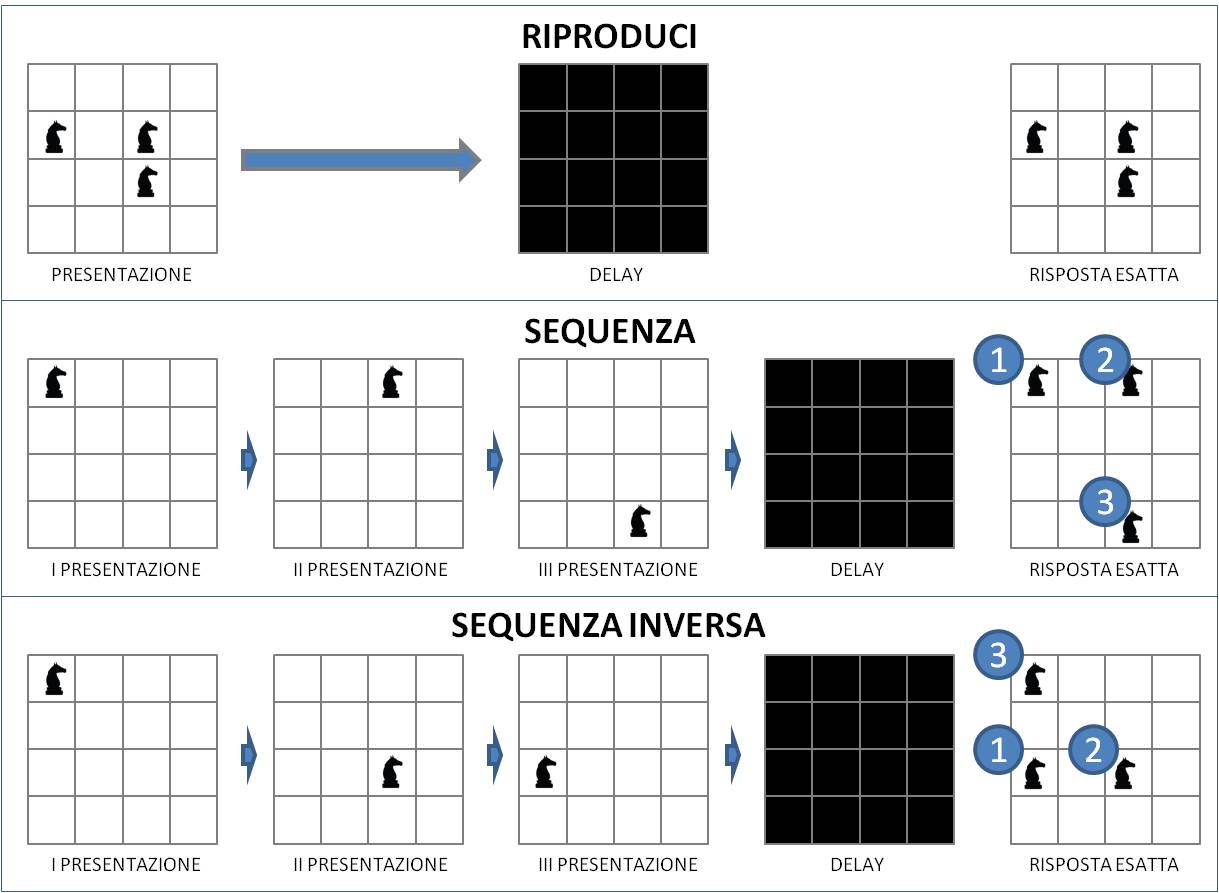 RIPRODUCI
PRESENTAZIONE
DELAY
RISPOSTA ESATTA
SEQUENZA
1
2
3
I PRESENTAZIONE
II PRESENTAZIONE
III PRESENTAZIONE
DELAY
RISPOSTA ESATTA
SEQUENZA INVERSA
3
1
2
I PRESENTAZIONE
II PRESENTAZIONE
III PRESENTAZIONE
DELAY
RISPOSTA ESATTA